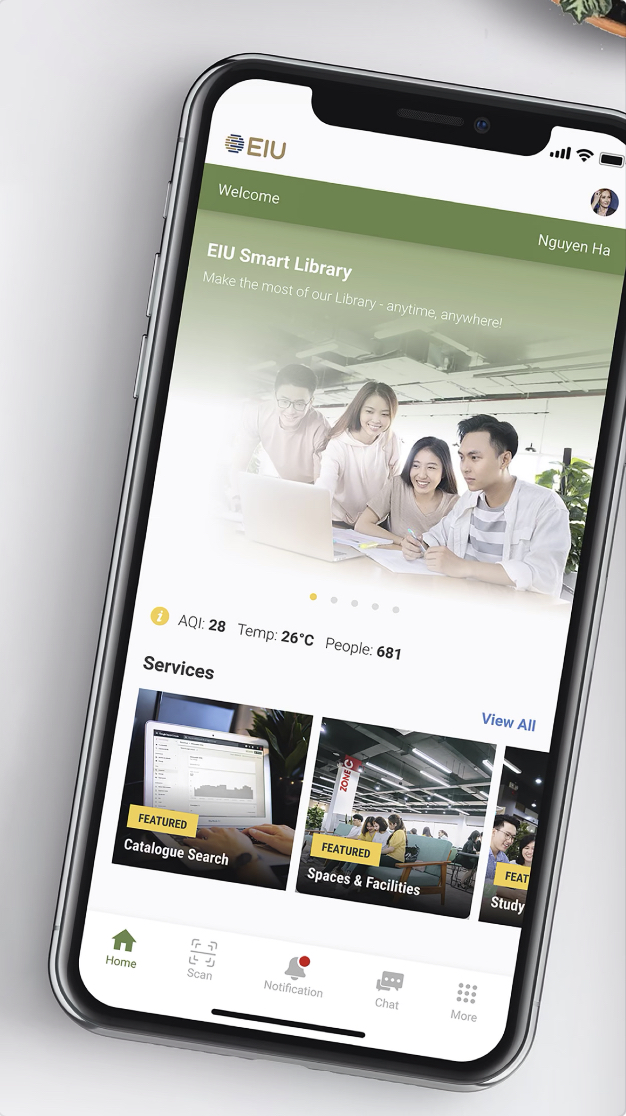 EIU
Welcome
Nguyen Ha
EIU Smart Library
Make the most of our Library - anytime, anywhere!
i AQI: 28 Temp: 26°C People: 681
Services
View All
ZONE C
FEATURED
Catalogue Search
FEATURED
Spaces & Facilities
FEAT
Study
Home
Scan
Notification
Chat
More